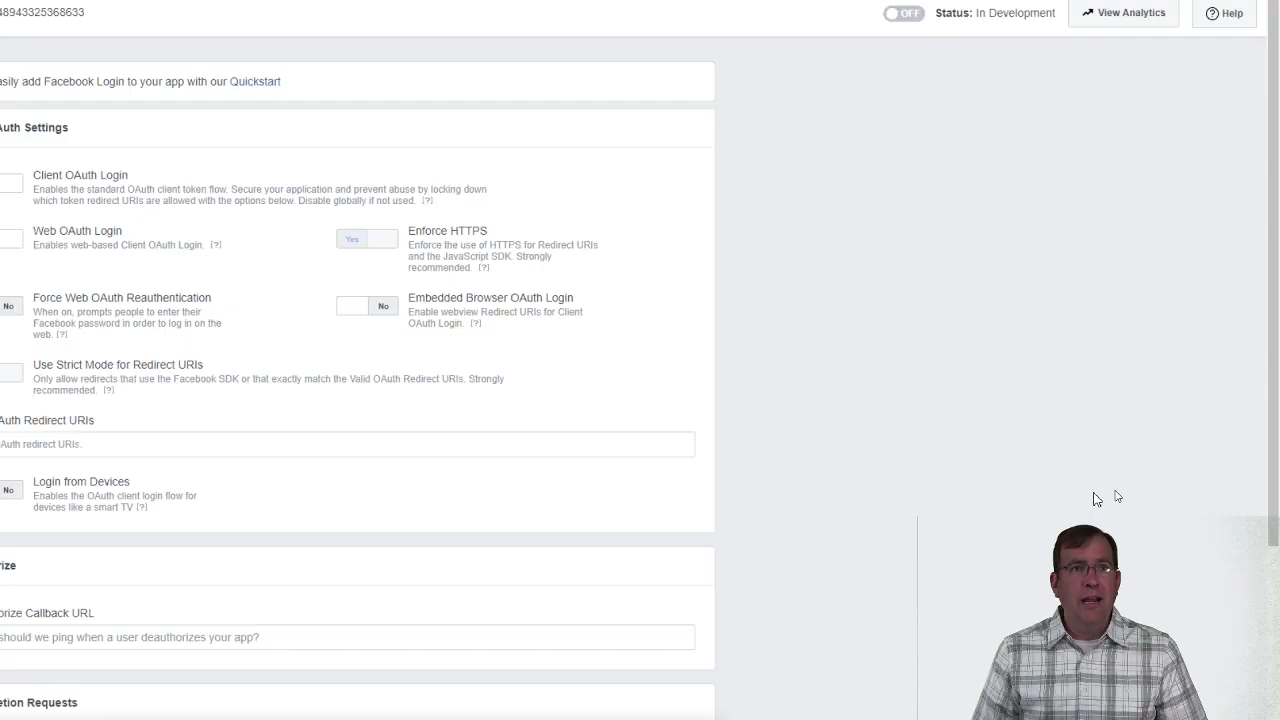 48943325368633
OFF
Status: In Development
View Analytics
Help
asily add Facebook Login to your app with our Quickstart
Auth Settings
Client OAuth Login
Enables the standard OAuth client token flow. Secure your application and prevent abuse by locking down
which token redirect URIs are allowed with the options below. Disable globally if not used. [?]
Web OAuth Login
Enables web-based Client OAuth Login. [?]
Yes
Enforce HTTPS
Enforce the use of HTTPS for Redirect URIs
and the JavaScript SDK. Strongly
recommended. [?]
No
Force Web OAuth Reauthentication
When on, prompts people to enter their
Facebook password in order to log in on the
web. [?]
No
Embedded Browser OAuth Login
Enable webview Redirect URIs for Client
OAuth Login. [?]
Use Strict Mode for Redirect URIs
Only allow redirects that use the Facebook SDK or that exactly match the Valid OAuth Redirect URIs. Strongly
recommended. [?]
Auth Redirect URIs
Auth redirect URIs.
No
Login from Devices
Enables the OAuth client login flow for
devices like a smart TV [?]
rize
orize Callback URL
should we ping when a user deauthorizes your app?
etion Requests